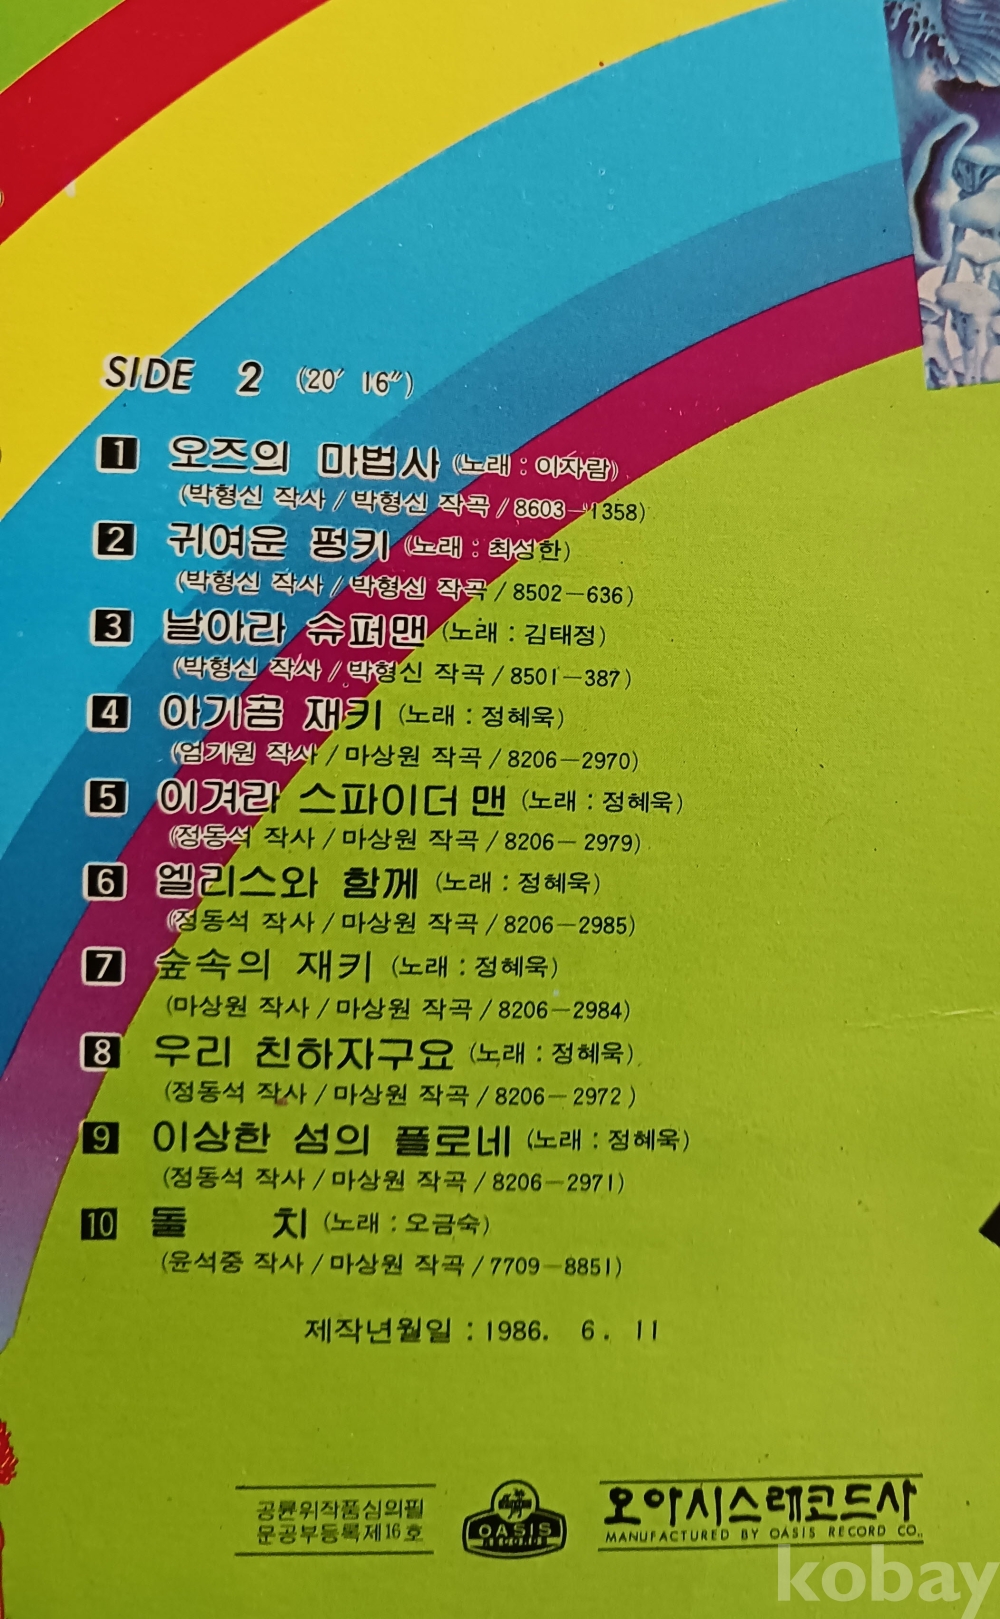 SIDE 2 (20′ 16″)
1 오즈의 마법사 (노래 : 이자람)
(박형신 작사 / 박형신 작곡 / 8603-1358)
2 귀여운 펑키 (노래 : 최성한)
(박형신 작사 / 박형신 작곡 / 8502-636)
3 날아라 슈퍼맨 (노래 : 김태정)
(박형신 작사 / 박형신 작곡 / 8501-387)
4 아기곰 재키 (노래 : 정혜욱)
(엄기원 작사 / 마상원 작곡 / 8206-2970)
5 이겨라 스파이더맨 (노래 : 정혜욱)
(정동석 작사 / 마상원 작곡 / 8206-2979)
6 엘리스와 함께 (노래 : 정혜욱)
(정동석 작사 / 마상원 작곡 / 8206-2985)
7 숲속의 재키 (노래 : 정혜욱)
(마상원 작사 / 마상원 작곡 / 8206-2984)
8 우리 친하자구요 (노래 : 정혜욱)
(정동석 작사 / 마상원 작곡 / 8206-2972)
9 이상한 섬의 플로네 (노래 : 정혜욱)
(정동석 작사 / 마상원 작곡 / 8206-2971)
10 돌 치 (노래 : 오금숙)
(윤석중 작사 / 마상원 작곡 / 7709-8851)
제작년월일 : 1986. 6. 11
공륜위작품심의필
문공부등록제16호
OASIS
RECORDS
오아시스레코드사
MANUFACTURED BY OASIS RECORD CO.,
kobay